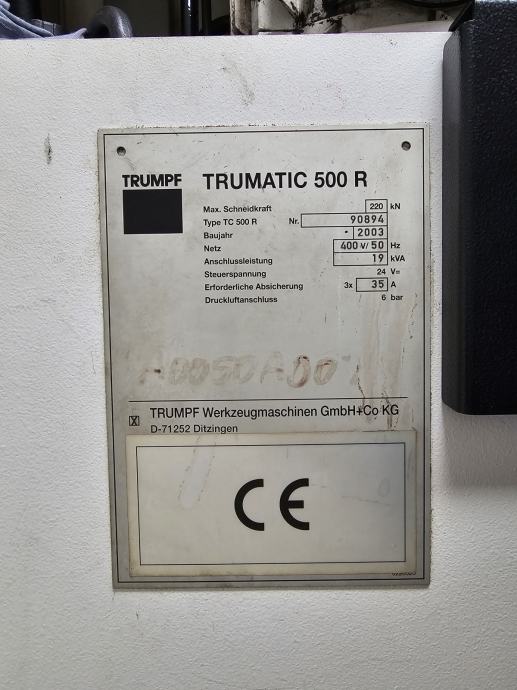 TRUMPF TRUMATIC 500 R
Max. Schneidkraft 220 kN
Type TC 500 R Nr. 90894
Baujahr - 2003
Netz 400 V/ 50 Hz
Anschlussleistung 19 kVA
Steuerspannung 24 V=
Erforderliche Absicherung 3x 35 A
Druckluftanschluss 6 bar
A0050A007
X TRUMPF Werkzeugmaschinen GmbH+Co KG
D-71252 Ditzingen
CE